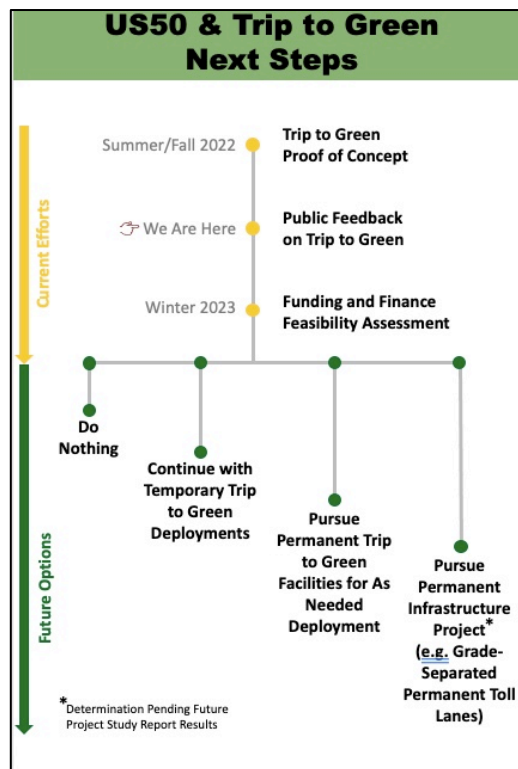 US50 & Trip to Green
Next Steps
Summer/Fall 2022
Trip to Green
Proof of Concept
We Are Here
Public Feedback
on Trip to Green
Winter 2023
Funding and Finance
Feasibility Assessment
Current Efforts
Do
Nothing
Continue with
Temporary Trip
to Green
Deployments
Pursue
Permanent Trip
to Green
Facilities for As
Needed
Deployment
Pursue
Permanent
Infrastructure
Project*
(e.g. Grade-
Separated
Permanent Toll
Lanes)
Future Options
*Determination Pending Future
Project Study Report Results